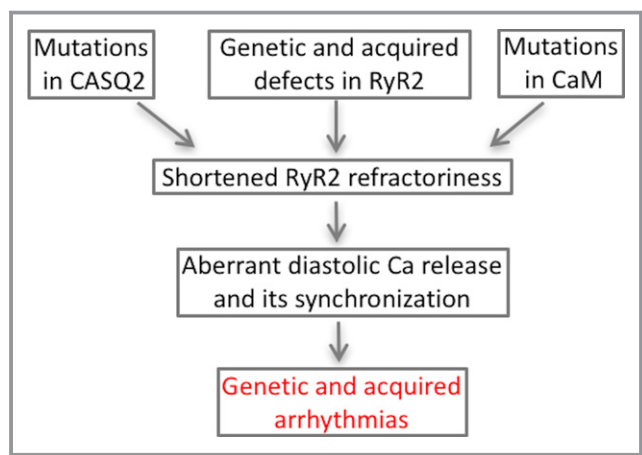 Mutations
in CASQ2
Genetic and acquired
defects in RyR2
Mutations
in CaM
Shortened RyR2 refractoriness
Aberrant diastolic Ca release
and its synchronization
Genetic and acquired
arrhythmias